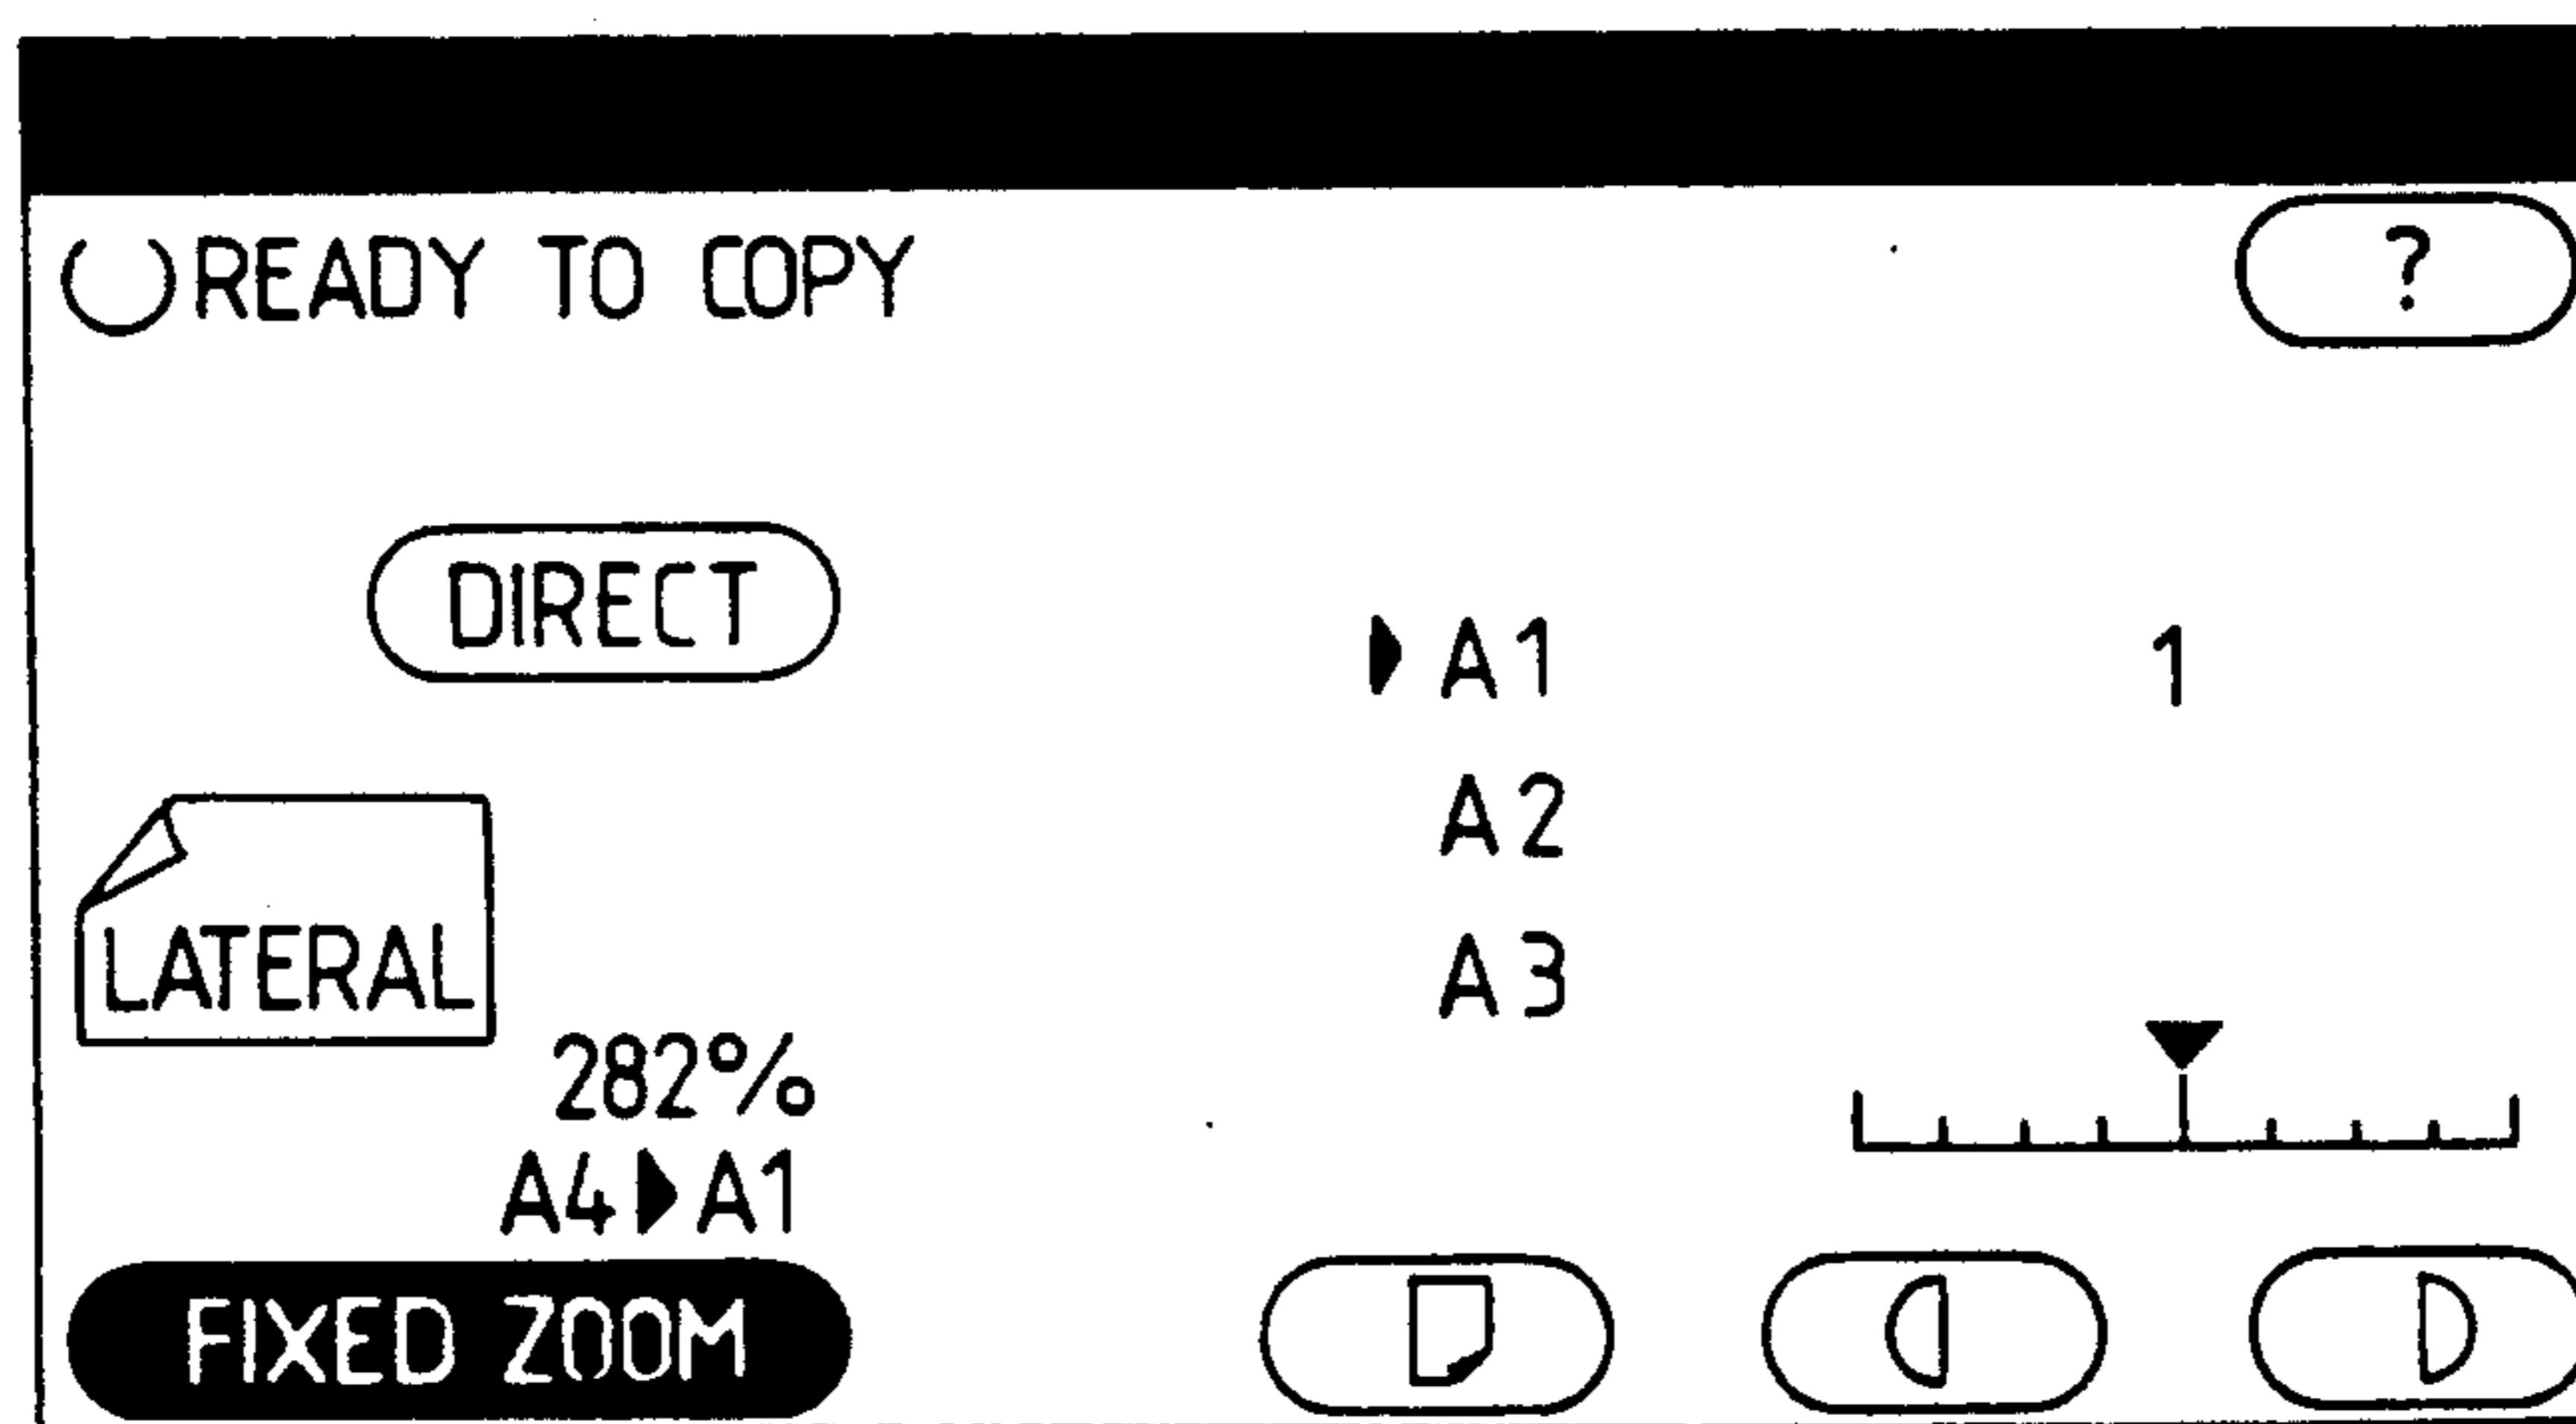 READY TO COPY ?
DIRECT
▶ A1 1
A2
A3
LATERAL
282%
A4▶A1
FIXED ZOOM